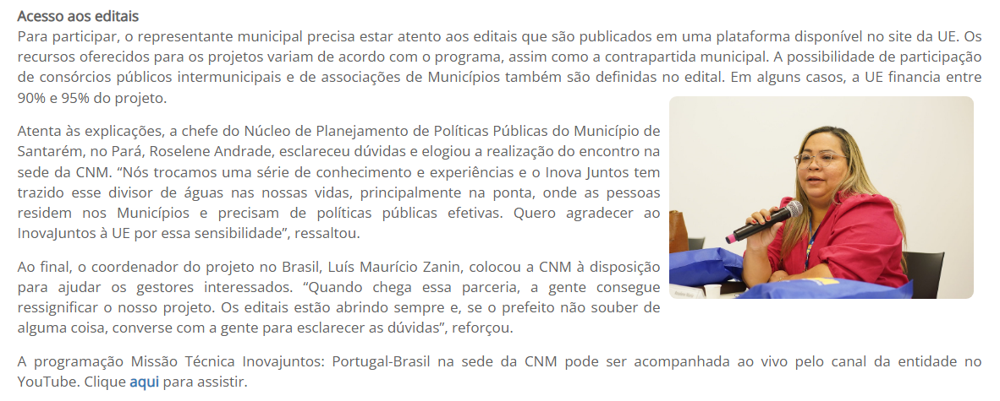 Acesso aos editais
Para participar, o representante municipal precisa estar atento aos editais que são publicados em uma plataforma disponível no site da UE. Os
recursos oferecidos para os projetos variam de acordo com o programa, assim como a contrapartida municipal. A possibilidade de participação
de consórcios públicos intermunicipais e de associações de Municípios também são definidas no edital. Em alguns casos, a UE financia entre
90% e 95% do projeto.
Atenta às explicações, a chefe do Núcleo de Planejamento de Políticas Públicas do Município de
Santarém, no Pará, Roselene Andrade, esclareceu dúvidas e elogiou a realização do encontro na
sede da CNM. “Nós trocamos uma série de conhecimento e experiências e o Inova Juntos tem
trazido esse divisor de águas nas nossas vidas, principalmente na ponta, onde as pessoas
residem nos Municípios e precisam de políticas públicas efetivas. Quero agradecer ao
InovaJuntos à UE por essa sensibilidade”, ressaltou.
Ao final, o coordenador do projeto no Brasil, Luís Maurício Zanin, colocou a CNM à disposição
para ajudar os gestores interessados. “Quando chega essa parceria, a gente consegue
ressignificar o nosso projeto. Os editais estão abrindo sempre e, se o prefeito não souber de
alguma coisa, converse com a gente para esclarecer as dúvidas”, reforçou.
A programação Missão Técnica Inovajuntos: Portugal-Brasil na sede da CNM pode ser acompanhada ao vivo pelo canal da entidade no
YouTube. Clique aqui para assistir.